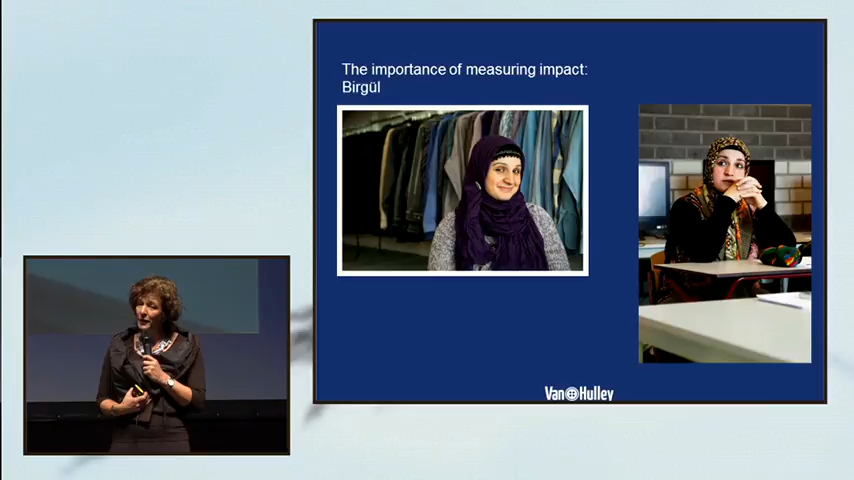 The importance of measuring impact:
Birgül
Van Hulley